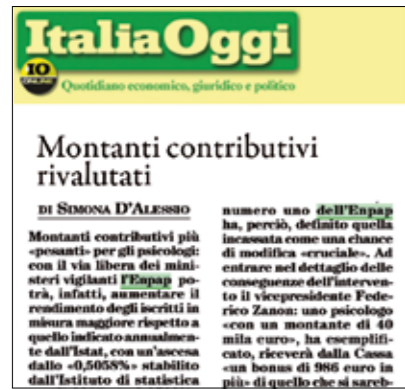 Italia Oggi
IO
Quotidiano economico, giuridico e politico
Montanti contributivi
rivalutati
DI SIMONA D'ALESSIO
Montanti contributivi più
«pesanti» per gli psicologi:
con il via libera dei mini-
steri vigilanti l'Enpap po-
trà, infatti, aumentare il
rendimento degli iscritti in
misura maggiore rispetto a
quello indicato annualmen-
te dall'Istat, con un'ascesa
dallo «0,5058%» stabilito
dall'Istituto di statistica
numero uno dell'Enpap
ha, perciò, definito quella
incassata come una chance
di modifica «cruciale». Ad
entrare nel dettaglio delle
conseguenze dell'interven-
to il vicepresidente Fede-
rico Zanon: uno psicologo
«con un montante di 40
mila euro», ha esemplifi-
cato, riceverà dalla Cassa
«un bonus di 986 euro in
più» di quello che si sareb-